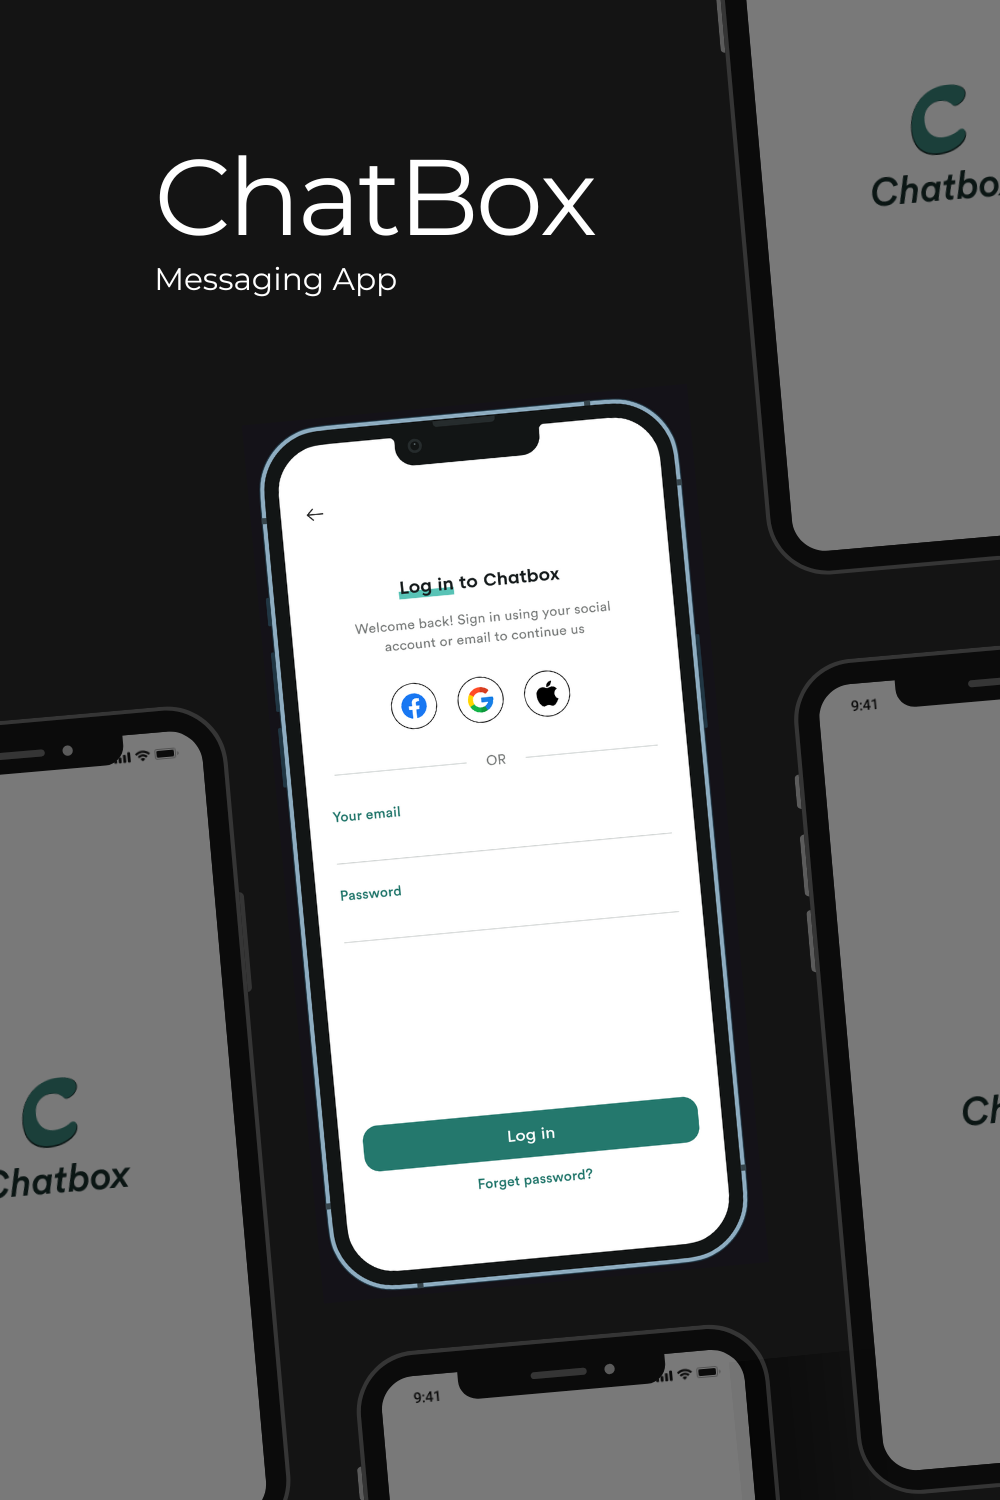 ChatBox
Messaging App
C
Chatbo
Log in to Chatbox
Welcome back! Sign in using your social
account or email to continue us
OR
Your email
Password
Log in
Forget password?
9:41
Ch
C
Chatbox
9:41